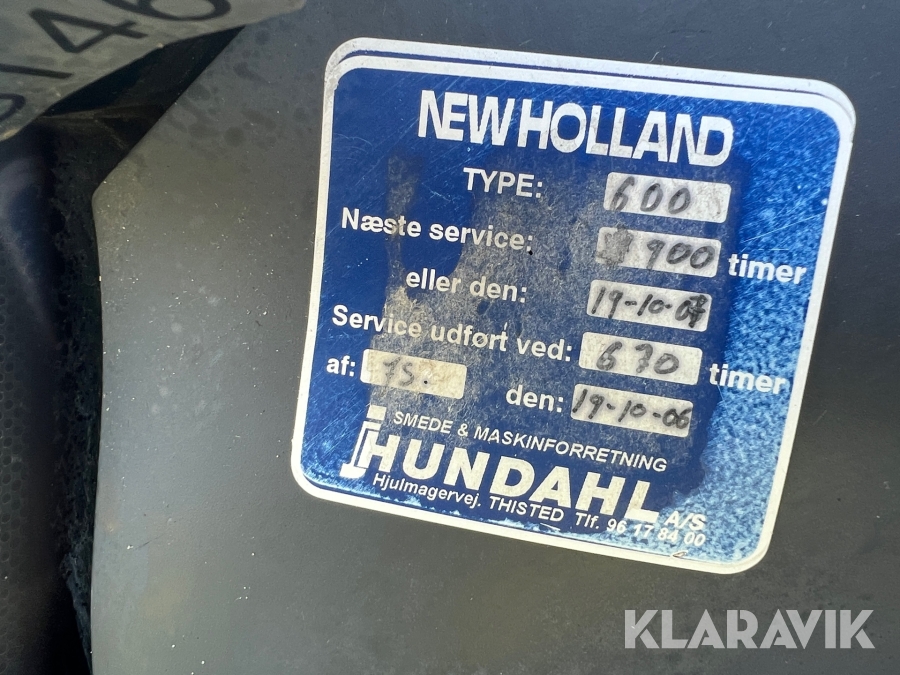 NEW HOLLAND
TYPE: 600
Næste service: 900 timer
eller den: 19-10-07
Service udført ved: 630 timer
af: JS. den: 19-10-06
SMEDE & MASKINFORRETNING
HUNDAHL A/S
Hjulmagervej. THISTED Tlf. 96 17 84 00
KLARAVIK